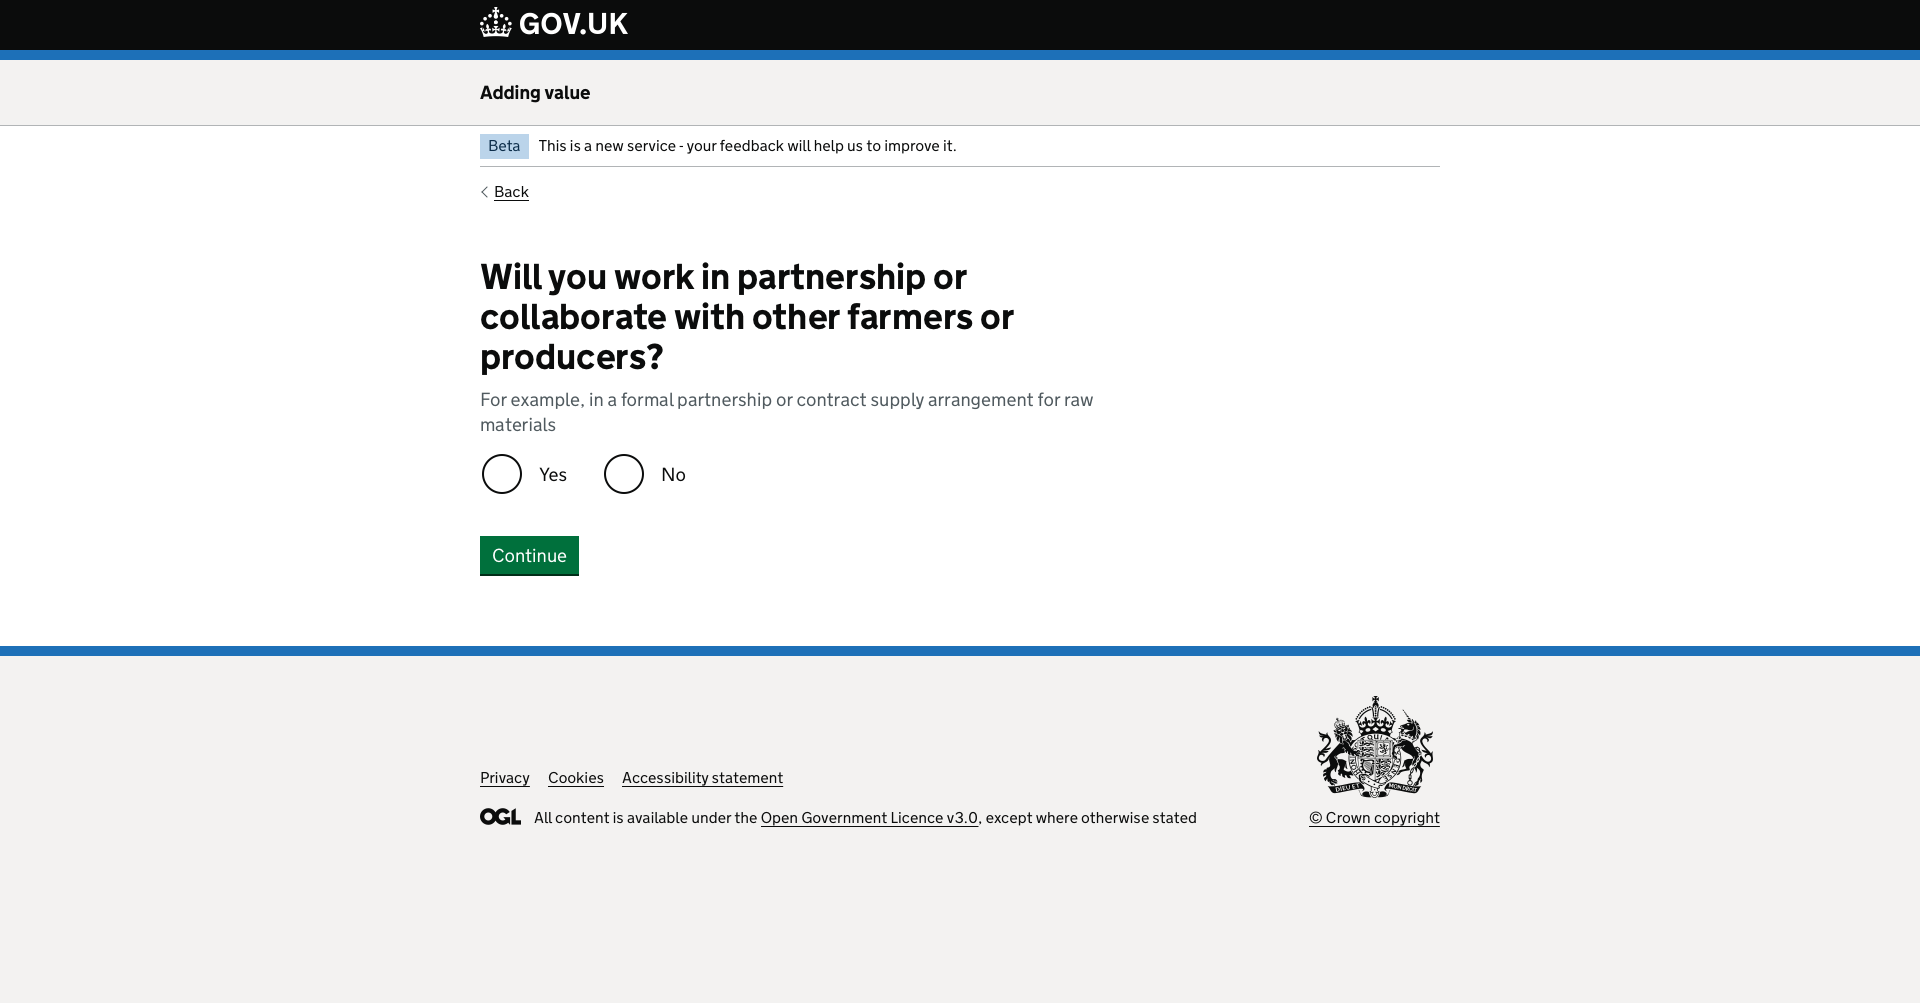 GOV.UK
Adding value
Beta This is a new service - your feedback will help us to improve it.
Back
Will you work in partnership or
collaborate with other farmers or
producers?
For example, in a formal partnership or contract supply arrangement for raw
materials
Yes No
Continue
Privacy Cookies Accessibility statement
OGL All content is available under the Open Government Licence v3.0, except where otherwise stated
DIEU ET MON DROIT
© Crown copyright